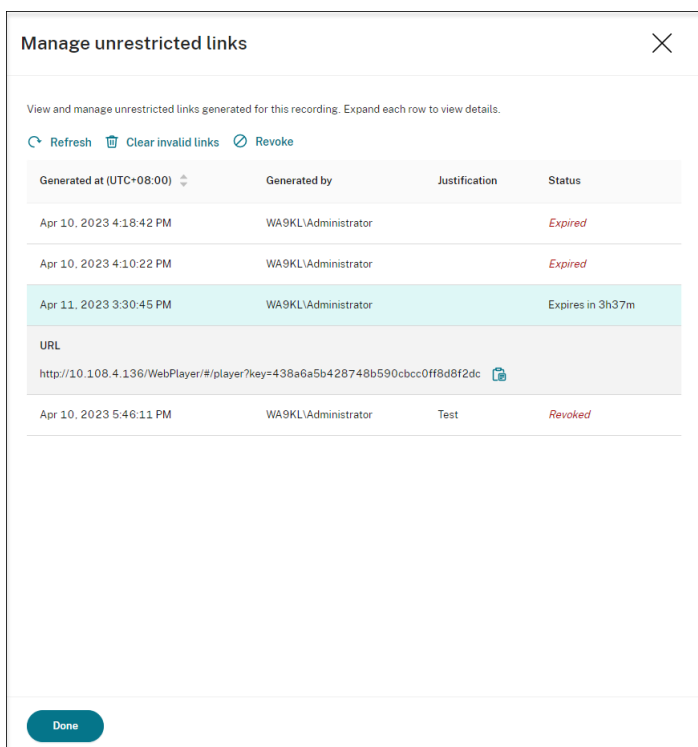 Manage unrestricted links
View and manage unrestricted links generated for this recording. Expand each row to view details.
Refresh Clear invalid links Revoke
Generated at (UTC+08:00) Generated by Justification Status
Apr 10, 2023 4:18:42 PM WA9KL\Administrator Expired
Apr 10, 2023 4:10:22 PM WA9KL\Administrator Expired
Apr 11, 2023 3:30:45 PM WA9KL\Administrator Expires in 3h37m
URL
http://10.108.4.136/WebPlayer/#/player?key=438a6a5b428748b590cbcc0ff8d8f2dc
Apr 10, 2023 5:46:11 PM WA9KL\Administrator Test Revoked
Done